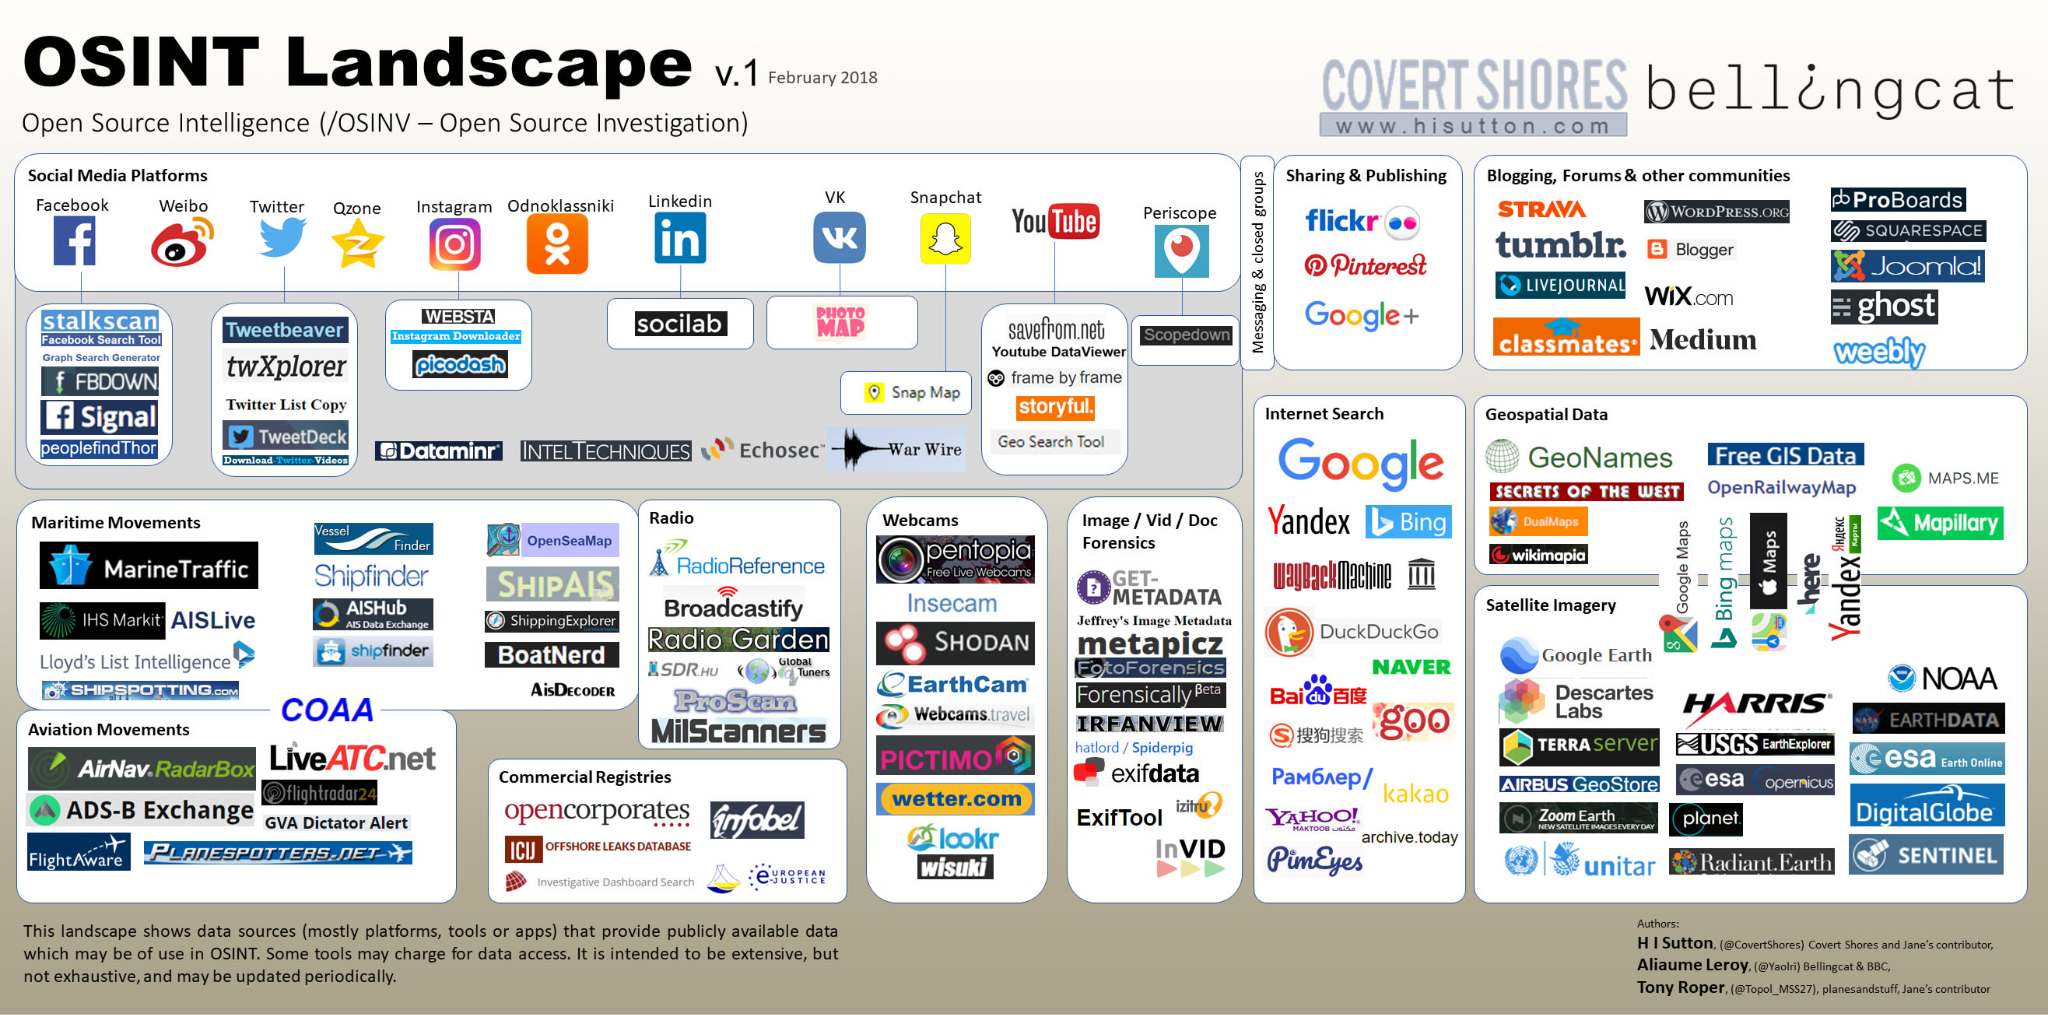 OSINT Landscape v.1 February 2018
Open Source Intelligence (/OSINV – Open Source Investigation)
COVERT SHORES
www.hisutton.com
bell¿ngcat
Social Media Platforms
Facebook
Weibo
Twitter
Qzone
Instagram
Odnoklassniki
Linkedin
in
VK
Snapchat
YouTube
Periscope
stalkscan
Facebook Search Tool
Graph Search Generator
FBDOWN
Signal
peoplefindThor
Tweetbeaver
twXplorer
Twitter List Copy
TweetDeck
Download-Twitter-Videos
WEBSTA
Instagram Downloader
picodash
socilab
PHOTO
MAP
Snap Map
savefrom.net
Youtube DataViewer
frame by frame
storyful.
Geo Search Tool
Scopedown
Dataminr
INTELTECHNIQUES
Echosec
War Wire
Messaging & closed groups
Sharing & Publishing
flickr
Pinterest
Google+
Blogging, Forums & other communities
STRAVA
tumblr.
LIVEJOURNAL
classmates
WORDPRESS.ORG
Blogger
WiX.com
Medium
ProBoards
SQUARESPACE
Joomla!
ghost
weebly
Maritime Movements
MarineTraffic
IHS Markit
AISLive
Lloyd's List Intelligence
SHIPSPOTTING.COM
Vessel
Finder
Shipfinder
AISHub
AIS Data Exchange
shipfinder
OpenSeaMap
SHIPAIS
ShippingExplorer
BoatNerd
AISDECODER
COAA
Aviation Movements
AirNav RadarBox
ADS-B Exchange
FlightAware
LiveATC.net
flightradar24
GVA Dictator Alert
PLANESPOTTERS.NET
Radio
RadioReference
Broadcastify
Radio Garden
SDR.HU
Global
Tuners
ProScan
MilScanners
Commercial Registries
opencorporates
infobel
ICIJ OFFSHORE LEAKS DATABASE
Investigative Dashboard Search
EUROPEAN
JUSTICE
Webcams
pentopia
Free Live Webcams
Insecam
SHODAN
EarthCam
Webcams.travel
PICTIMO
wetter.com
lookr
wisuki
Image / Vid / Doc
Forensics
GET-
METADATA
Jeffrey's Image Metadata
metapicz
FotoForensics
Forensically Beta
IRFANVIEW
hatlord / Spiderpig
exifdata
ExifTool
izitru
InVID
Internet Search
Google
Yandex
Bing
WayBackMachine
DuckDuckGo
NAVER
Baidu百度
搜狗搜索
goo
Рамблер/
kakao
YAHOO!
MAKTOOB مكتوب
archive.today
PimEyes
Geospatial Data
GeoNames
SECRETS OF THE WEST
DualMaps
wikimapia
Free GIS Data
OpenRailwayMap
MAPS.ME
Mapillary
Google Maps
Bing maps
Maps
here
Yandex
Яндекс
Карты
Satellite Imagery
Google Earth
Descartes
Labs
TERRA server
AIRBUS GeoStore
Zoom Earth
NEW SATELLITE IMAGES EVERY DAY
unitar
HARRIS
USGS EarthExplorer
esa opernicus
planet.
Radiant.Earth
NOAA
EARTHDATA
esa Earth Online
DigitalGlobe
SENTINEL
This landscape shows data sources (mostly platforms, tools or apps) that provide publicly available data
which may be of use in OSINT. Some tools may charge for data access. It is intended to be extensive, but
not exhaustive, and may be updated periodically.
Authors:
H I Sutton, (@CovertShores) Covert Shores and Jane's contributor,
Aliaume Leroy, (@Yaolri) Bellingcat & BBC,
Tony Roper, (@Topol_MSS27), planesandstuff, Jane's contributor